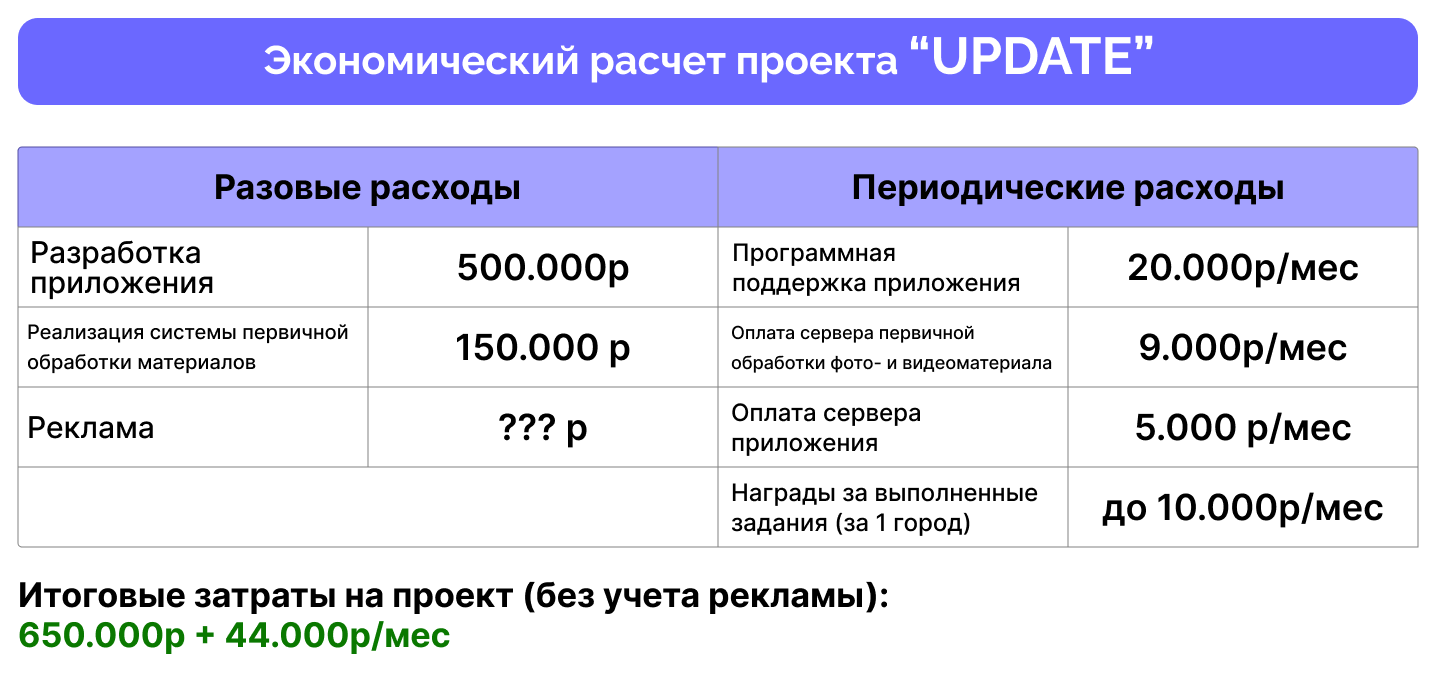 Экономический расчет проекта “UPDATE”
Разовые расходы
Периодические расходы
Разработка
приложения
500.000р
Программная
поддержка приложения
20.000р/мес
Реализация системы первичной
обработки материалов
150.000 р
Оплата сервера первичной
обработки фото- и видеоматериала
9.000р/мес
Реклама
??? р
Оплата сервера
приложения
5.000 р/мес
Награды за выполненные
задания (за 1 город)
до 10.000р/мес
Итоговые затраты на проект (без учета рекламы):
650.000р + 44.000р/мес